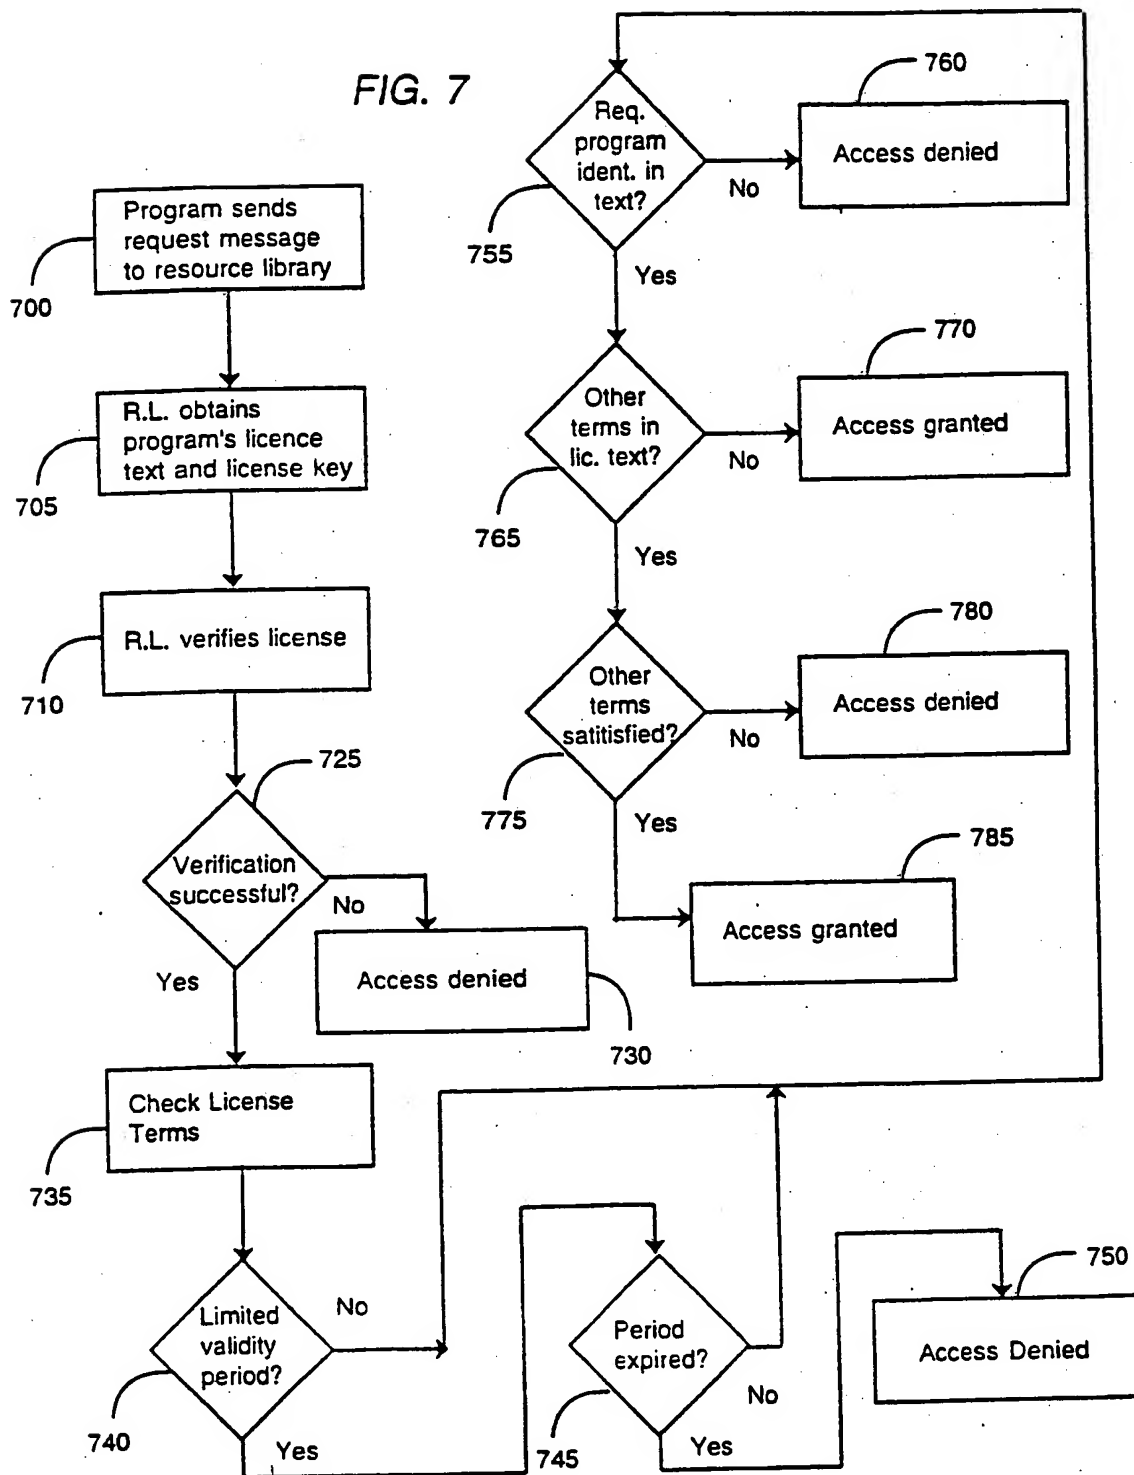 FIG. 7
Program sends
request message
to resource library
700
R.L. obtains
program's licence
text and license key
705
R.L. verifies license
710
725
Verification
successful?
No
Yes
Access denied
730
Check License
Terms
735
Limited
validity
period?
No
740
Yes
Period
expired?
No
745
Yes
750
Access Denied
Req.
program
ident. in
text?
No
755
Yes
760
Access denied
Other
terms in
lic. text?
No
765
Yes
770
Access granted
Other
terms
satitisfied?
No
775
Yes
780
Access denied
785
Access granted